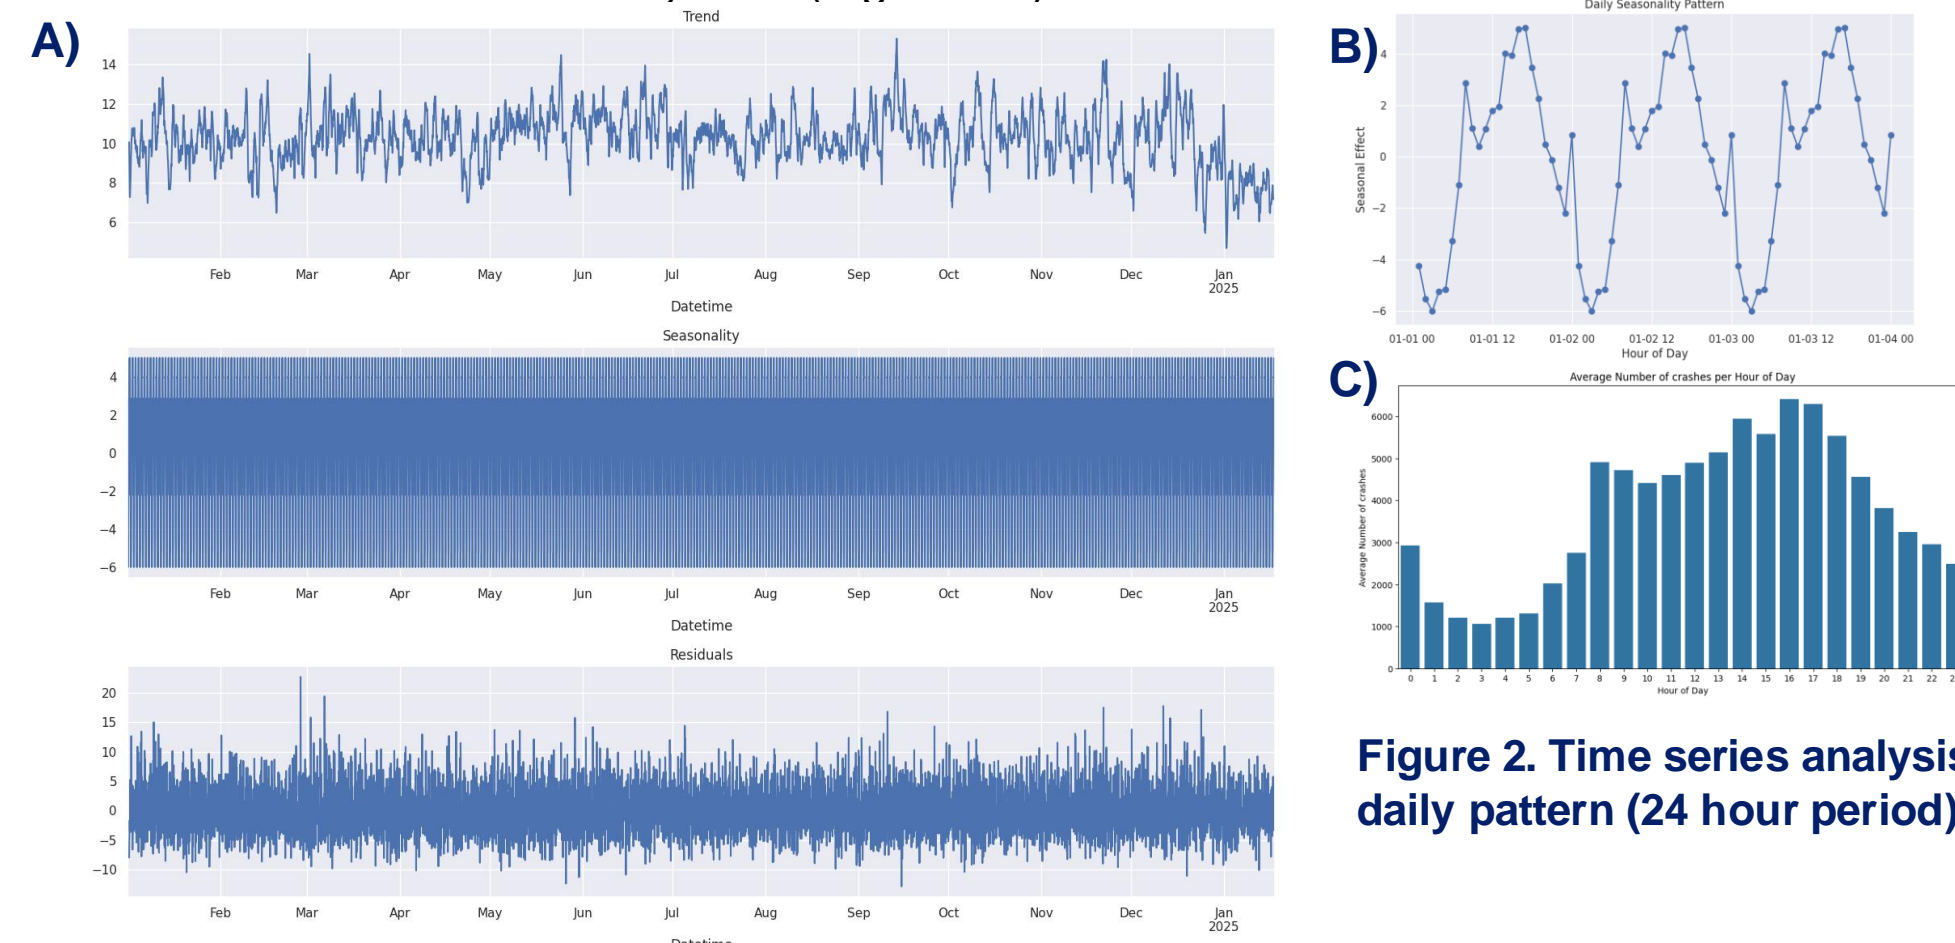 A)
Trend
14
12
10
8
6
Feb Mar Apr May Jun Jul Aug Sep Oct Nov Dec Jan
2025
Datetime
Seasonality
4
2
0
−2
−4
−6
Feb Mar Apr May Jun Jul Aug Sep Oct Nov Dec Jan
2025
Datetime
Residuals
20
15
10
5
0
−5
−10
Feb Mar Apr May Jun Jul Aug Sep Oct Nov Dec Jan
2025
B)
Daily Seasonality Pattern
Seasonal Effect
4
2
0
−2
−4
−6
01-01 00 01-01 12 01-02 00 01-02 12 01-03 00 01-03 12 01-04 00
Hour of Day
C)
Average Number of crashes per Hour of Day
Average Number of crashes
6000
5000
4000
3000
2000
1000
0
0 1 2 3 4 5 6 7 8 9 10 11 12 13 14 15 16 17 18 19 20 21 22
Hour of Day
Figure 2. Time series analysis
daily pattern (24 hour period)